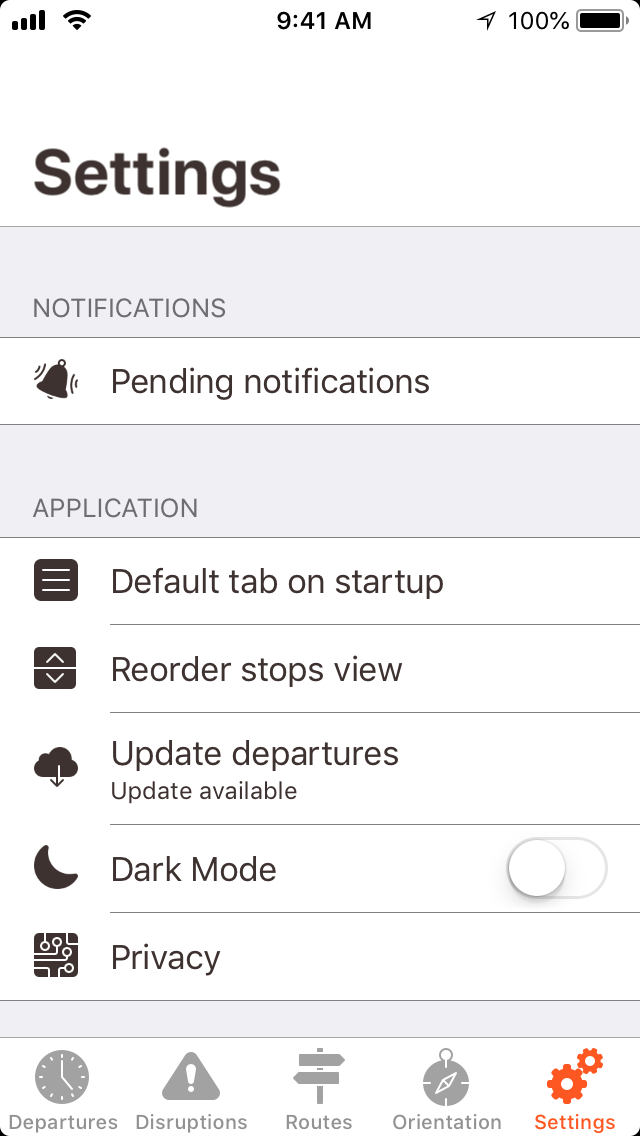 9:41 AM 100%
Settings
NOTIFICATIONS
Pending notifications
APPLICATION
Default tab on startup
Reorder stops view
Update departures
Update available
Dark Mode
Privacy
Departures Disruptions Routes Orientation Settings